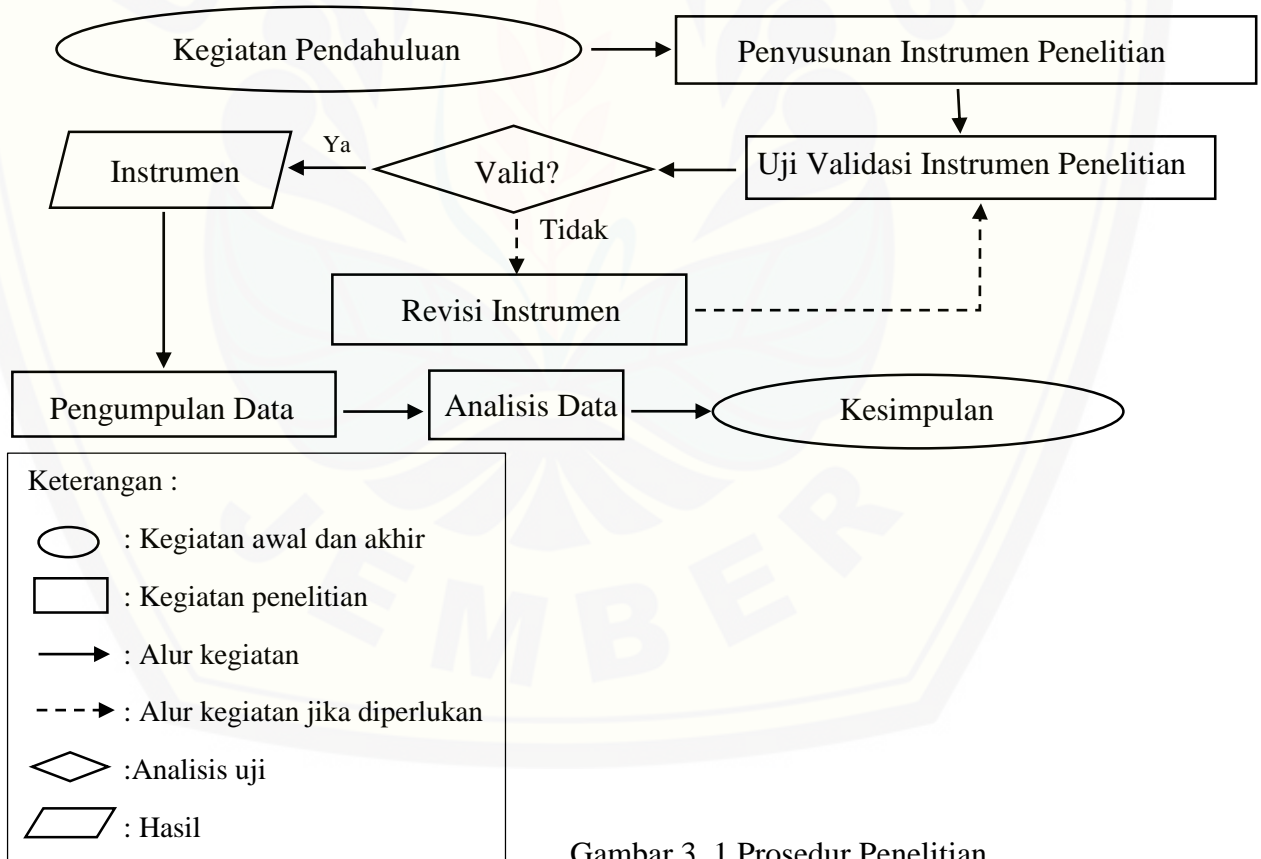 Kegiatan Pendahuluan
Penyusunan Instrumen Penelitian
Instrumen
Ya
Valid?
Uji Validasi Instrumen Penelitian
Tidak
Revisi Instrumen
Pengumpulan Data
Analisis Data
Kesimpulan
Keterangan :
: Kegiatan awal dan akhir
: Kegiatan penelitian
: Alur kegiatan
: Alur kegiatan jika diperlukan
:Analisis uji
: Hasil
Gambar 3. 1 Prosedur Penelitian
JEMBER